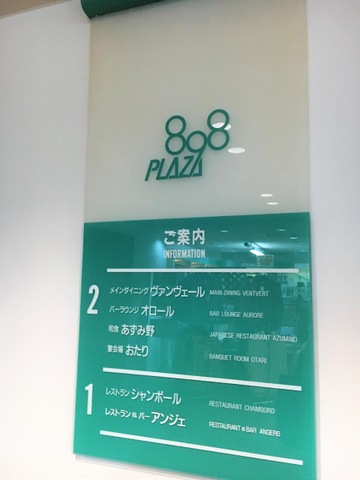 898
PLAZA
ご案内
INFORMATION
2
メインダイニング ヴァンヴェール MAIN DINING VENTVERT
バーラウンジ オロール BAR LOUNGE AURORE
和食 あずみ野 JAPANESE RESTAURANT AZUMINO
宴会場 おたり BANQUET ROOM OTARI
1
レストラン シャンボール RESTAURANT CHAMBORD
レストラン & バー アンジェ RESTAURANT & BAR ANGERS